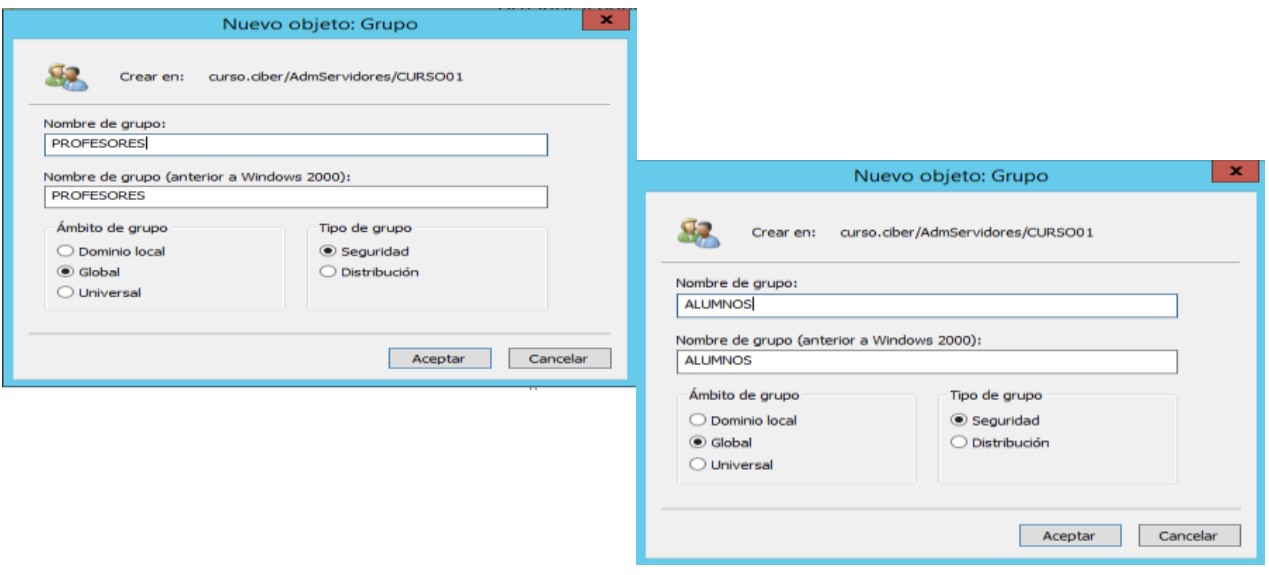 Nuevo objeto: Grupo
x
Crear en: curso.ciber/AdmServidores/CURSO01
Nombre de grupo:
PROFESORES
Nombre de grupo (anterior a Windows 2000):
PROFESORES
Ámbito de grupo
Dominio local
Global
Universal
Tipo de grupo
Seguridad
Distribución
Aceptar
Cancelar
Nuevo objeto: Grupo
x
Crear en: curso.ciber/AdmServidores/CURSO01
Nombre de grupo:
ALUMNOS
Nombre de grupo (anterior a Windows 2000):
ALUMNOS
Ámbito de grupo
Dominio local
Global
Universal
Tipo de grupo
Seguridad
Distribución
Aceptar
Cancelar